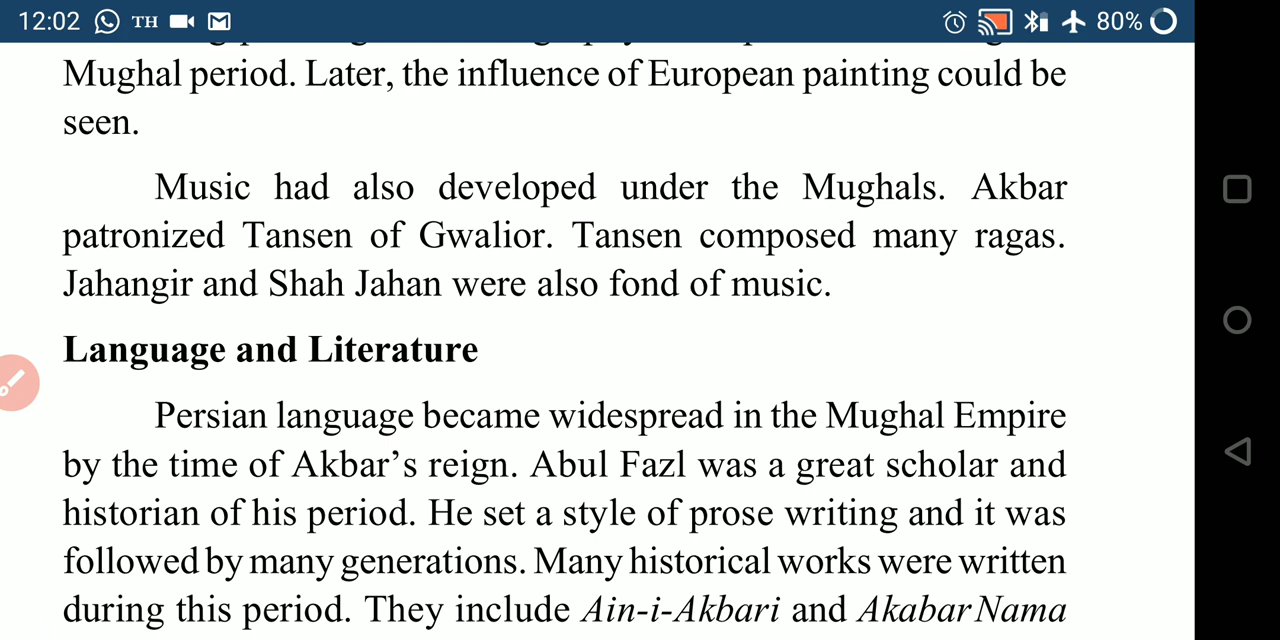 12:02 TH 80%
Mughal period. Later, the influence of European painting could be
seen.
Music had also developed under the Mughals. Akbar
patronized Tansen of Gwalior. Tansen composed many ragas.
Jahangir and Shah Jahan were also fond of music.
Language and Literature
Persian language became widespread in the Mughal Empire
by the time of Akbar’s reign. Abul Fazl was a great scholar and
historian of his period. He set a style of prose writing and it was
followed by many generations. Many historical works were written
during this period. They include Ain-i-Akbari and Akabar Nama